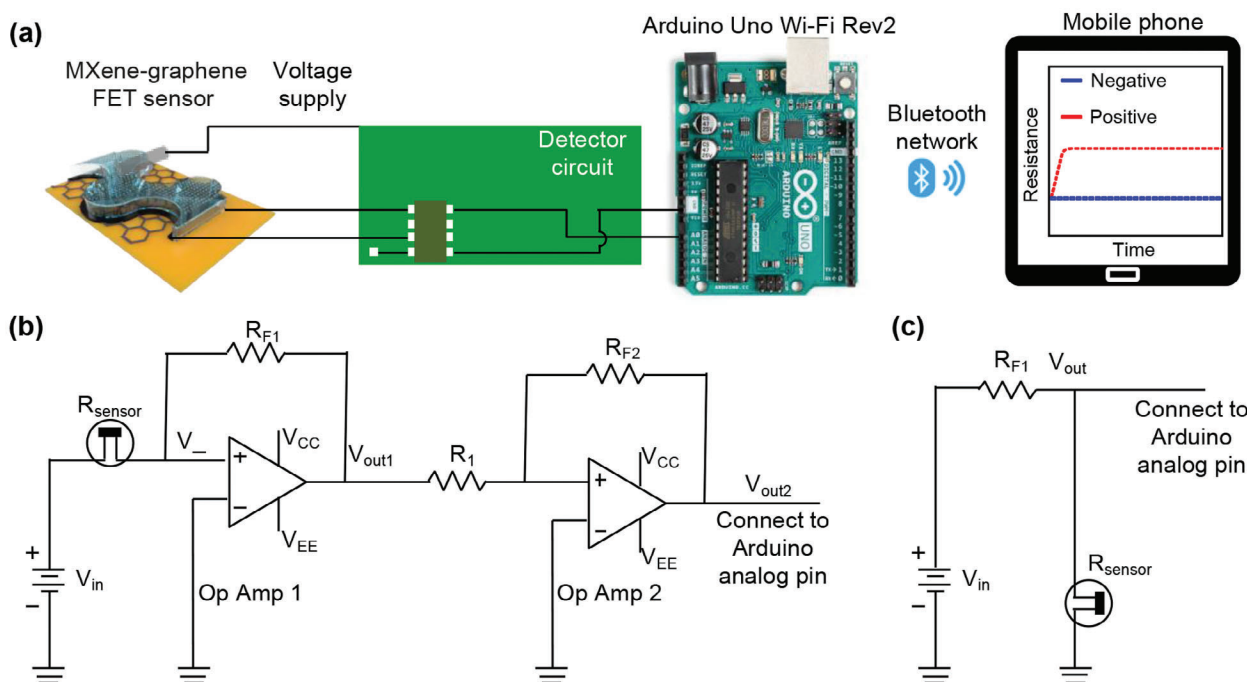 (a)
MXene-graphene
FET sensor
Voltage
supply
Detector
circuit
Arduino Uno Wi-Fi Rev2
ARDUINO
UNO
Bluetooth
network
Mobile phone
Negative
Positive
Resistance
Time
(b)
R_F1
R_sensor
V_
+
−
V_CC
V_EE
V_out1
Op Amp 1
+
−
V_in
R_1
R_F2
+
−
V_CC
V_EE
V_out2
Connect to
Arduino
analog pin
Op Amp 2
(c)
R_F1
V_out
Connect to
Arduino
analog pin
+
−
V_in
R_sensor